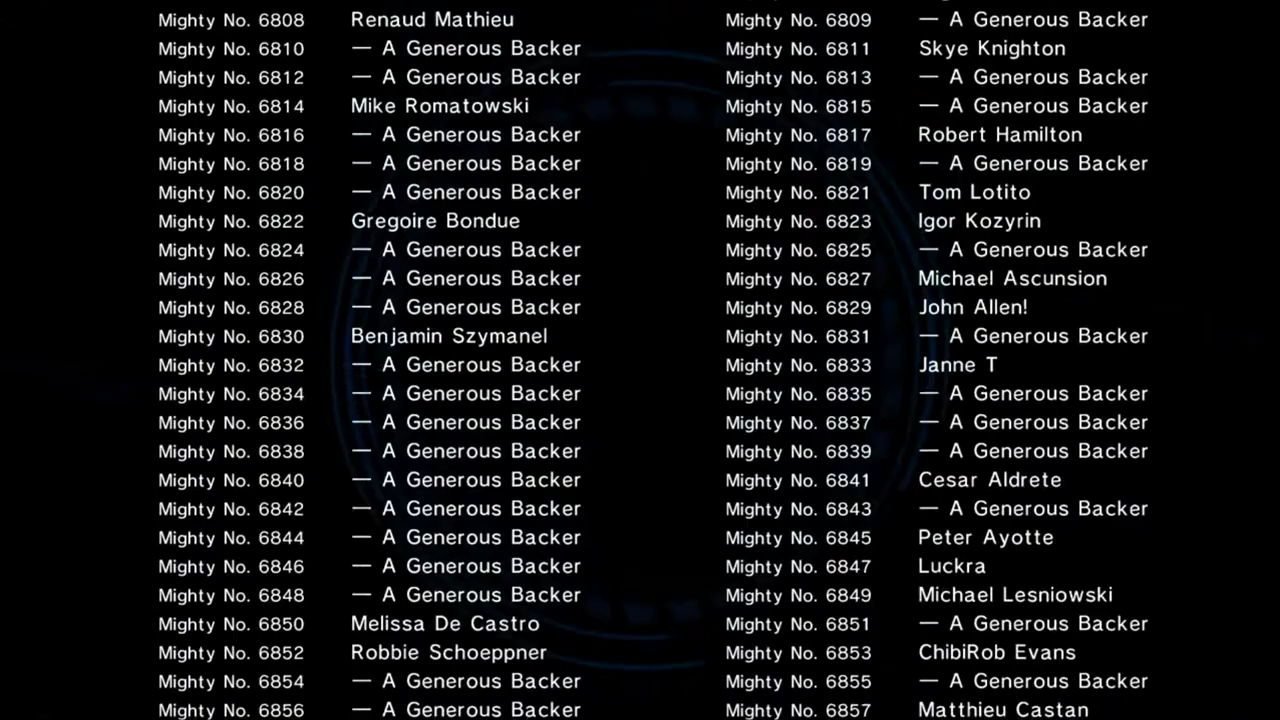 Mighty No. 6808 Renaud Mathieu Mighty No. 6809 — A Generous Backer
Mighty No. 6810 — A Generous Backer Mighty No. 6811 Skye Knighton
Mighty No. 6812 — A Generous Backer Mighty No. 6813 — A Generous Backer
Mighty No. 6814 Mike Romatowski Mighty No. 6815 — A Generous Backer
Mighty No. 6816 — A Generous Backer Mighty No. 6817 Robert Hamilton
Mighty No. 6818 — A Generous Backer Mighty No. 6819 — A Generous Backer
Mighty No. 6820 — A Generous Backer Mighty No. 6821 Tom Lotito
Mighty No. 6822 Gregoire Bondue Mighty No. 6823 Igor Kozyrin
Mighty No. 6824 — A Generous Backer Mighty No. 6825 — A Generous Backer
Mighty No. 6826 — A Generous Backer Mighty No. 6827 Michael Ascunsion
Mighty No. 6828 — A Generous Backer Mighty No. 6829 John Allen!
Mighty No. 6830 Benjamin Szymanel Mighty No. 6831 — A Generous Backer
Mighty No. 6832 — A Generous Backer Mighty No. 6833 Janne T
Mighty No. 6834 — A Generous Backer Mighty No. 6835 — A Generous Backer
Mighty No. 6836 — A Generous Backer Mighty No. 6837 — A Generous Backer
Mighty No. 6838 — A Generous Backer Mighty No. 6839 — A Generous Backer
Mighty No. 6840 — A Generous Backer Mighty No. 6841 Cesar Aldrete
Mighty No. 6842 — A Generous Backer Mighty No. 6843 — A Generous Backer
Mighty No. 6844 — A Generous Backer Mighty No. 6845 Peter Ayotte
Mighty No. 6846 — A Generous Backer Mighty No. 6847 Luckra
Mighty No. 6848 — A Generous Backer Mighty No. 6849 Michael Lesniowski
Mighty No. 6850 Melissa De Castro Mighty No. 6851 — A Generous Backer
Mighty No. 6852 Robbie Schoeppner Mighty No. 6853 ChibiRob Evans
Mighty No. 6854 — A Generous Backer Mighty No. 6855 — A Generous Backer
Mighty No. 6856 — A Generous Backer Mighty No. 6857 Matthieu Castan